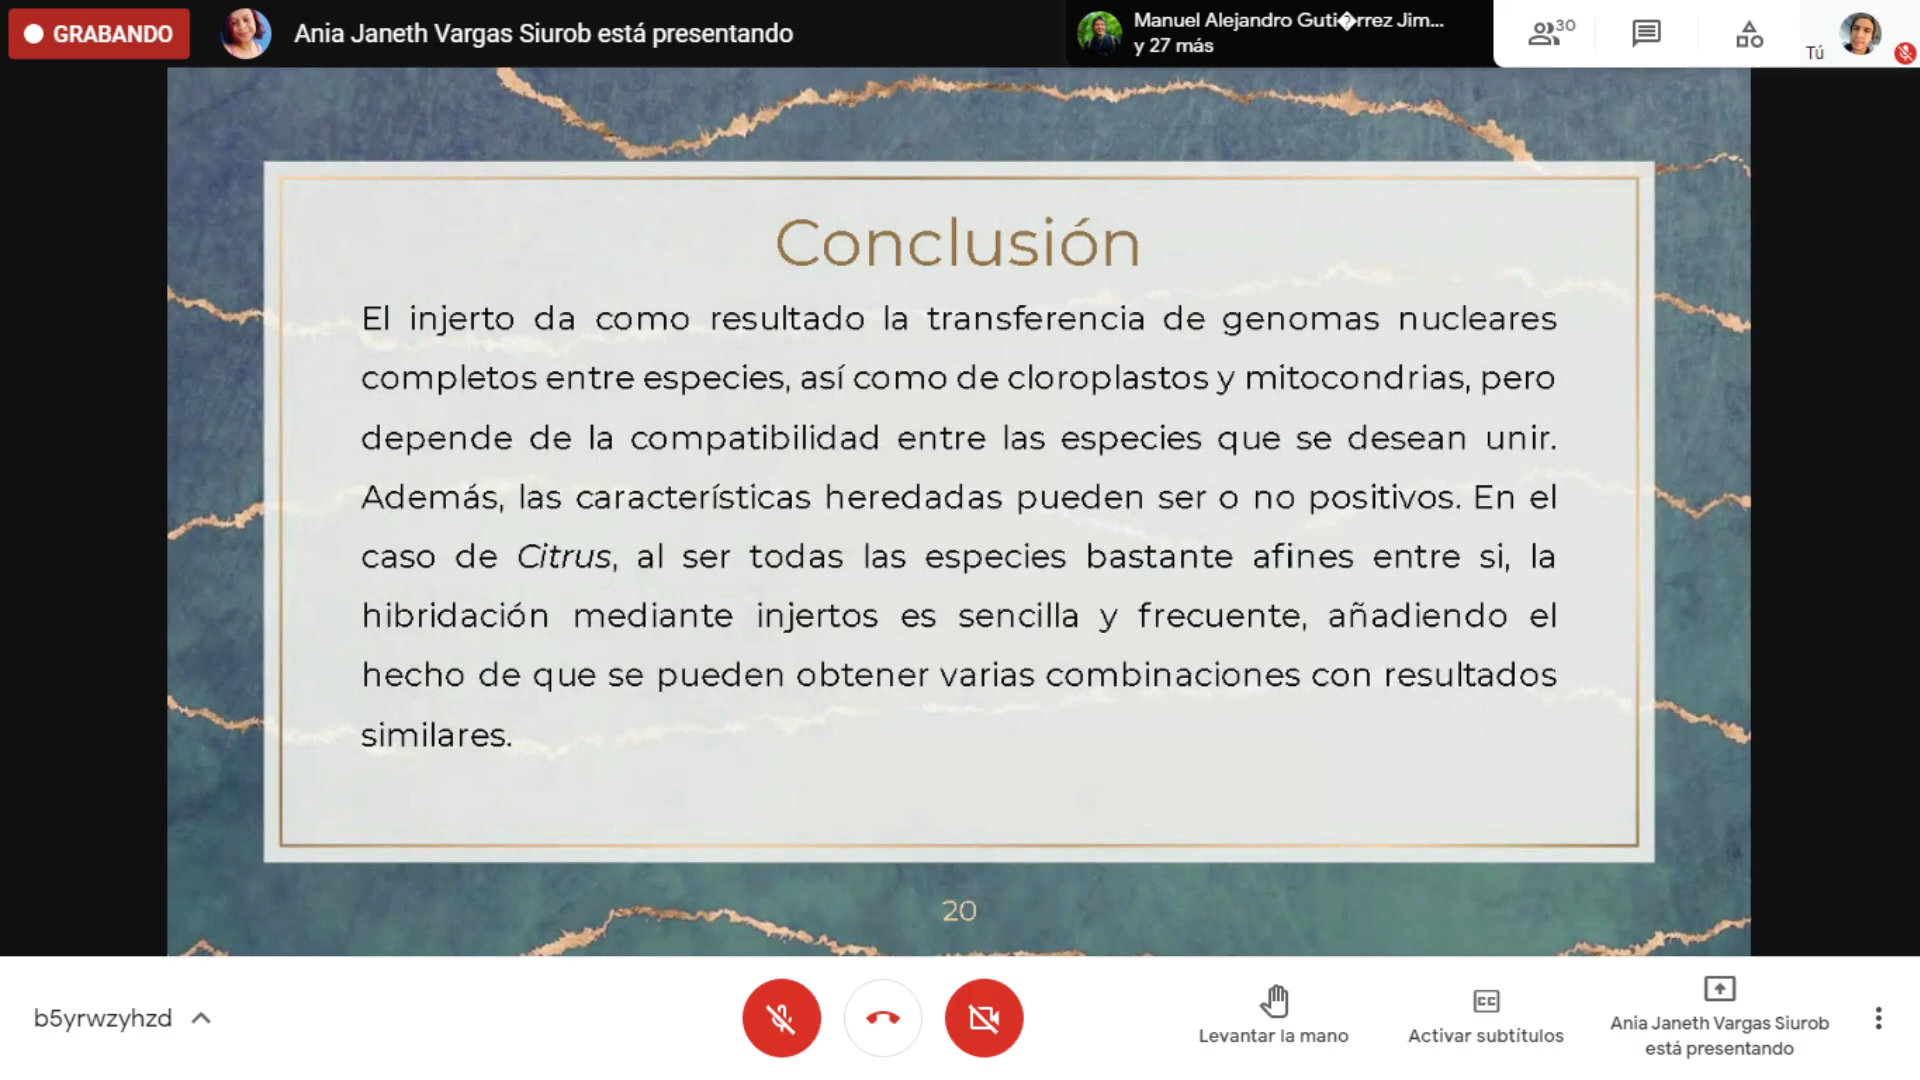 GRABANDO
Ania Janeth Vargas Siurob está presentando
Manuel Alejandro Guti�rrez Jim...
y 27 más
30
Tú
Conclusión
El injerto da como resultado la transferencia de genomas nucleares
completos entre especies, así como de cloroplastos y mitocondrias, pero
depende de la compatibilidad entre las especies que se desean unir.
Además, las características heredadas pueden ser o no positivos. En el
caso de Citrus, al ser todas las especies bastante afines entre si, la
hibridación mediante injertos es sencilla y frecuente, añadiendo el
hecho de que se pueden obtener varias combinaciones con resultados
similares.
20
b5yrwzyhzd
Levantar la mano
CC
Activar subtítulos
Ania Janeth Vargas Siurob
está presentando